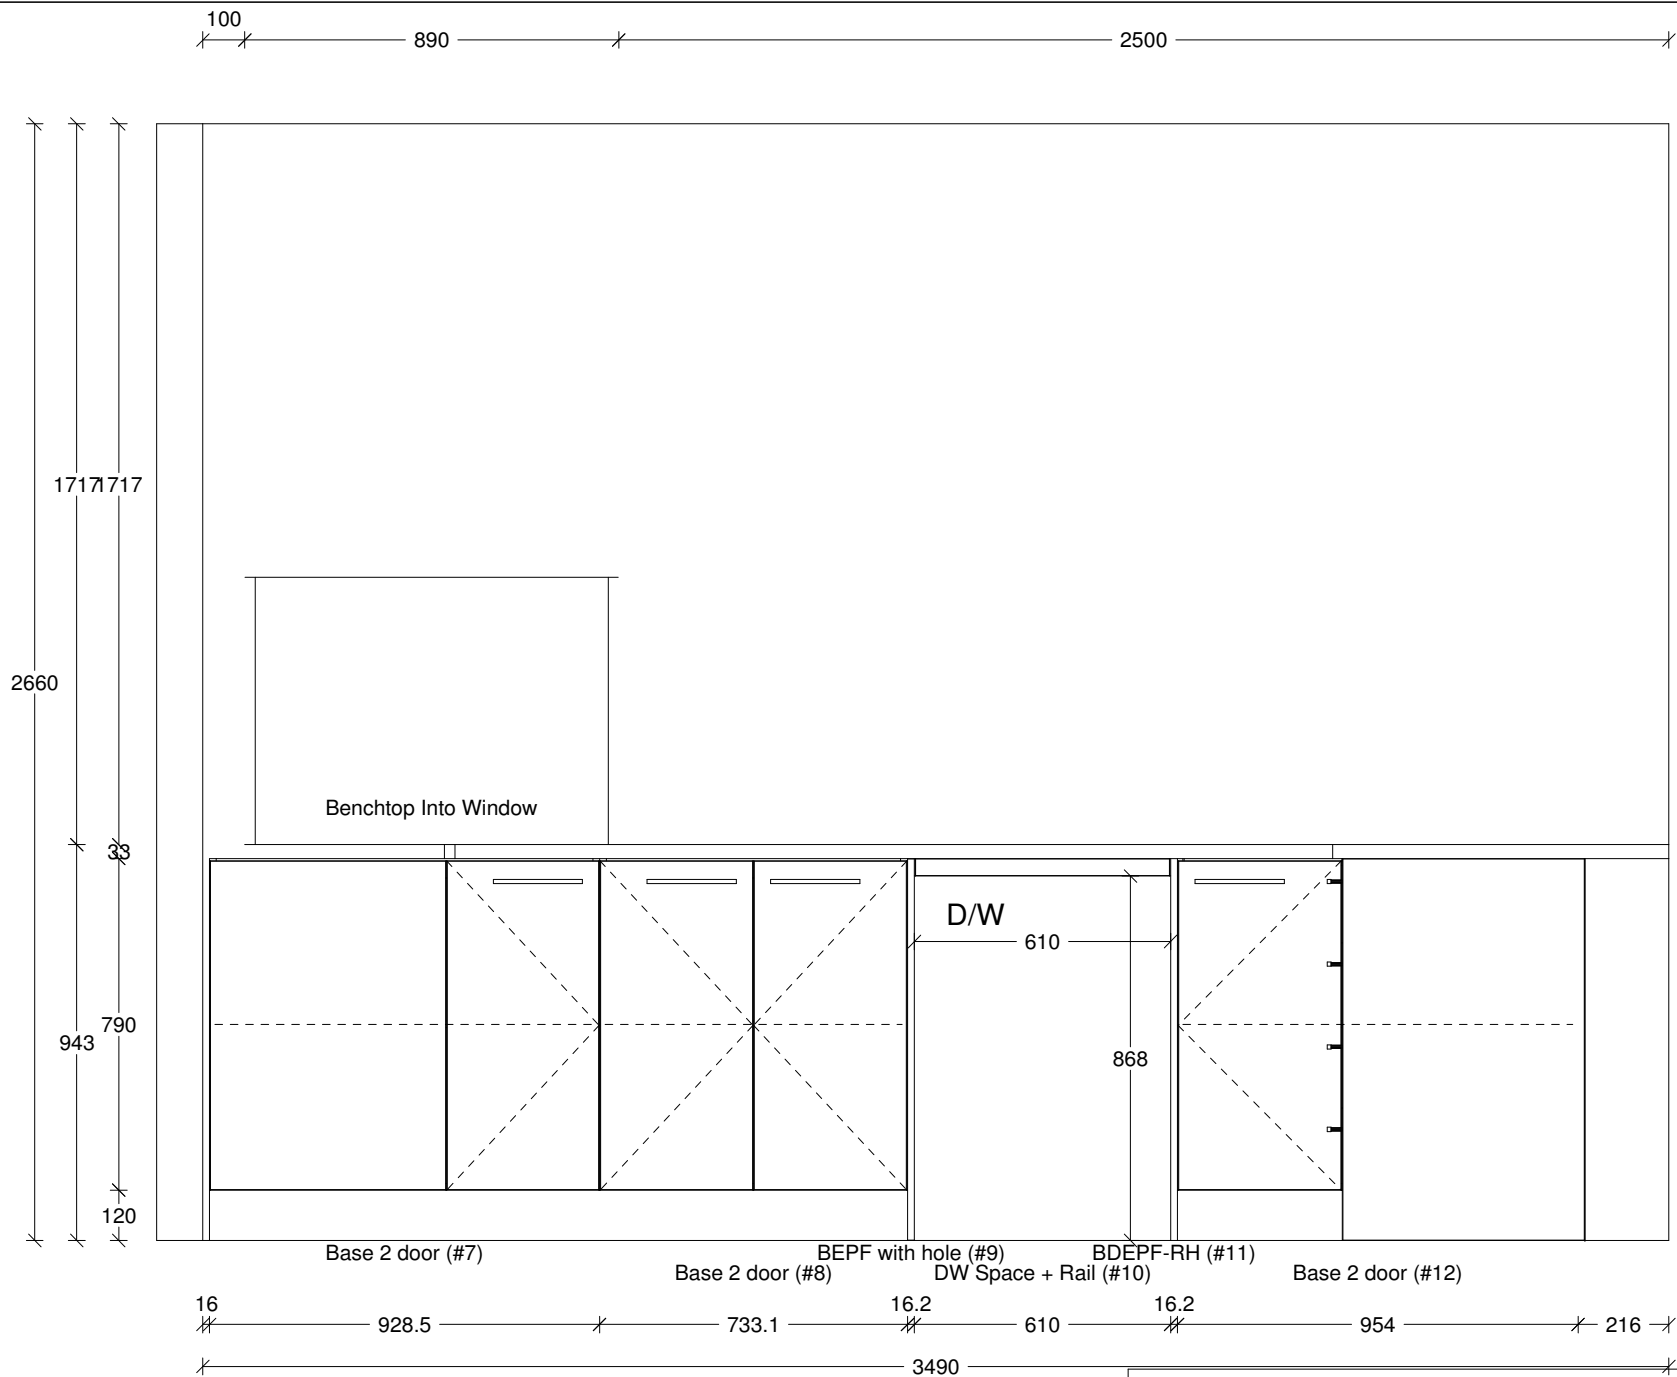 100
890
2500
1717
1717
2660
Benchtop Into Window
33
D/W
610
790
943
868
120
Base 2 door (#7)
BEPF with hole (#9)
BDEPF-RH (#11)
Base 2 door (#8)
DW Space + Rail (#10)
Base 2 door (#12)
16
16.2
16.2
928.5
733.1
610
954
216
3490